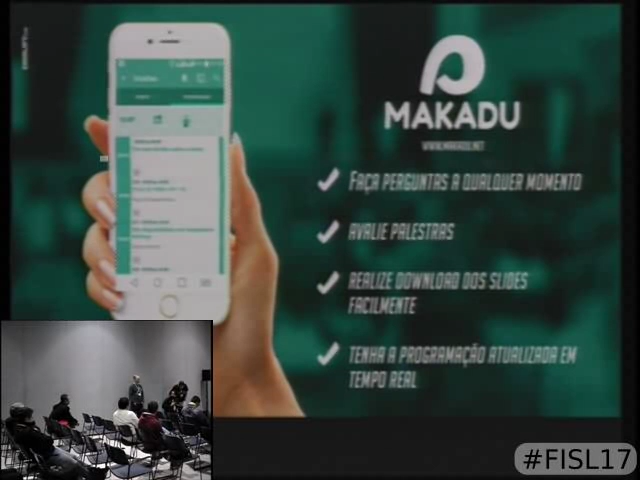 MAKADU
WWW.MAKADU.NET
FAÇA PERGUNTAS A QUALQUER MOMENTO
AVALIE PALESTRAS
REALIZE DOWNLOAD DOS SLIDES
FACILMENTE
TENHA A PROGRAMAÇÃO ATUALIZADA EM
TEMPO REAL
#FISL17